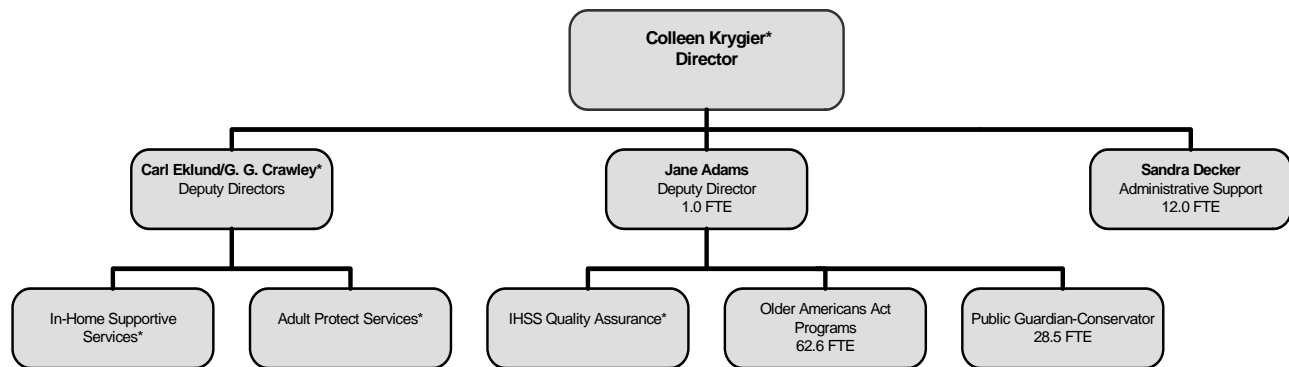 Colleen Krygier*
Director
Carl Eklund/G. G. Crawley*
Deputy Directors
Jane Adams
Deputy Director
1.0 FTE
Sandra Decker
Administrative Support
12.0 FTE
In-Home Supportive
Services*
Adult Protect Services*
IHSS Quality Assurance*
Older Americans Act
Programs
62.6 FTE
Public Guardian-Conservator
28.5 FTE